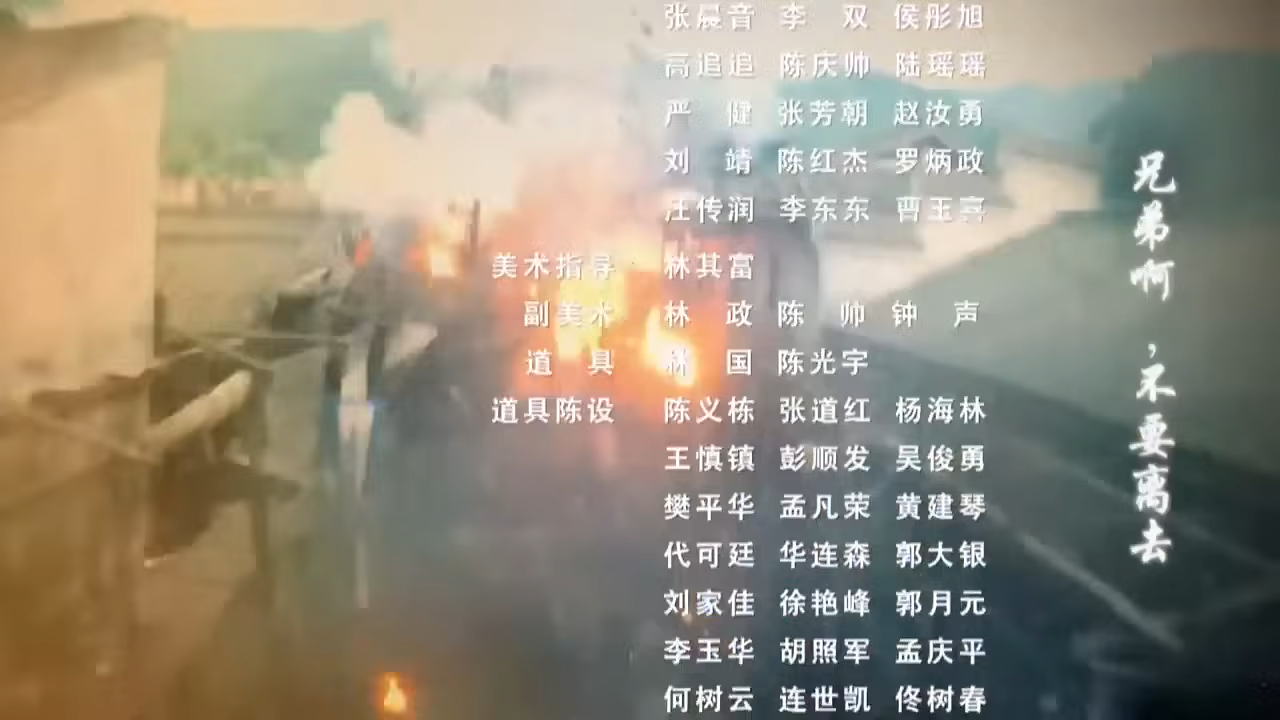 张晨音 李 双 侯彤旭
高追追 陈庆帅 陆瑶瑶
严 健 张芳朝 赵汝勇
刘 靖 陈红杰 罗炳政
汪传润 李东东 曹玉喜
美术指导 林其富
副美术 林 政 陈 帅 钟 声
道 具 林 国 陈光宇
道具陈设 陈义栋 张道红 杨海林
王慎镇 彭顺发 吴俊勇
樊平华 孟凡荣 黄建琴
代可廷 华连森 郭大银
刘家佳 徐艳峰 郭月元
李玉华 胡照军 孟庆平
何树云 连世凯 佟树春
兄弟啊，不要离去